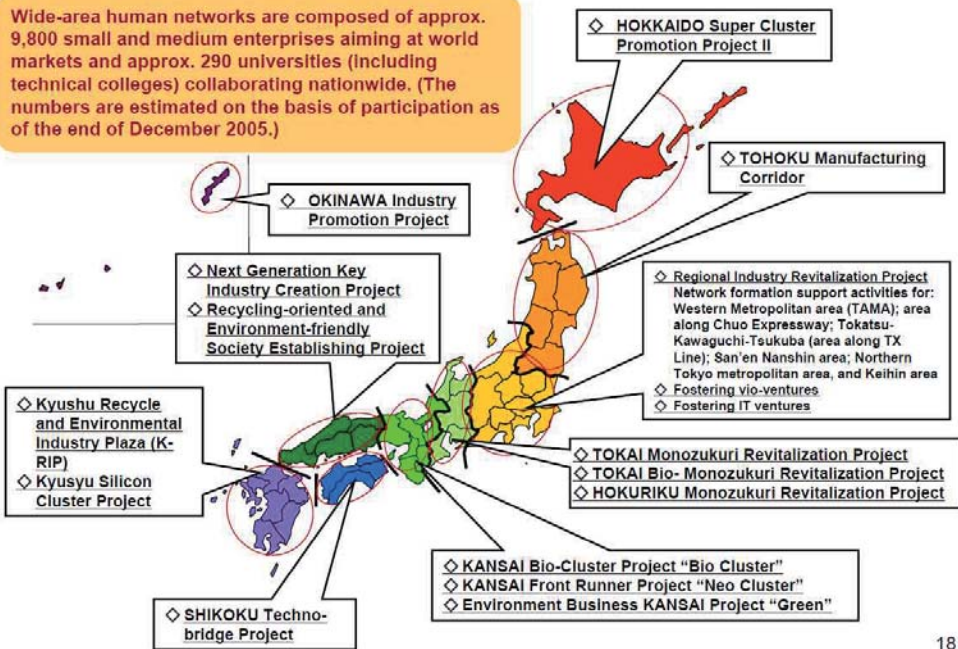 Wide-area human networks are composed of approx.
9,800 small and medium enterprises aiming at world
markets and approx. 290 universities (including
technical colleges) collaborating nationwide. (The
numbers are estimated on the basis of participation as
of the end of December 2005.)
◇ HOKKAIDO Super Cluster
Promotion Project II
◇ TOHOKU Manufacturing
Corridor
◇ OKINAWA Industry
Promotion Project
◇ Next Generation Key
Industry Creation Project
◇ Recycling-oriented and
Environment-friendly
Society Establishing Project
◇ Regional Industry Revitalization Project
Network formation support activities for:
Western Metropolitan area (TAMA); area
along Chuo Expressway; Tokatsu-
Kawaguchi-Tsukuba (area along TX
Line); San'en Nanshin area; Northern
Tokyo metropolitan area, and Keihin area
◇ Fostering vio-ventures
◇ Fostering IT ventures
◇ Kyushu Recycle
and Environmental
Industry Plaza (K-
RIP)
◇ Kyusyu Silicon
Cluster Project
◇ TOKAI Monozukuri Revitalization Project
◇ TOKAI Bio- Monozukuri Revitalization Project
◇ HOKURIKU Monozukuri Revitalization Project
◇ KANSAI Bio-Cluster Project “Bio Cluster”
◇ KANSAI Front Runner Project “Neo Cluster”
◇ Environment Business KANSAI Project “Green”
◇ SHIKOKU Techno-
bridge Project
18